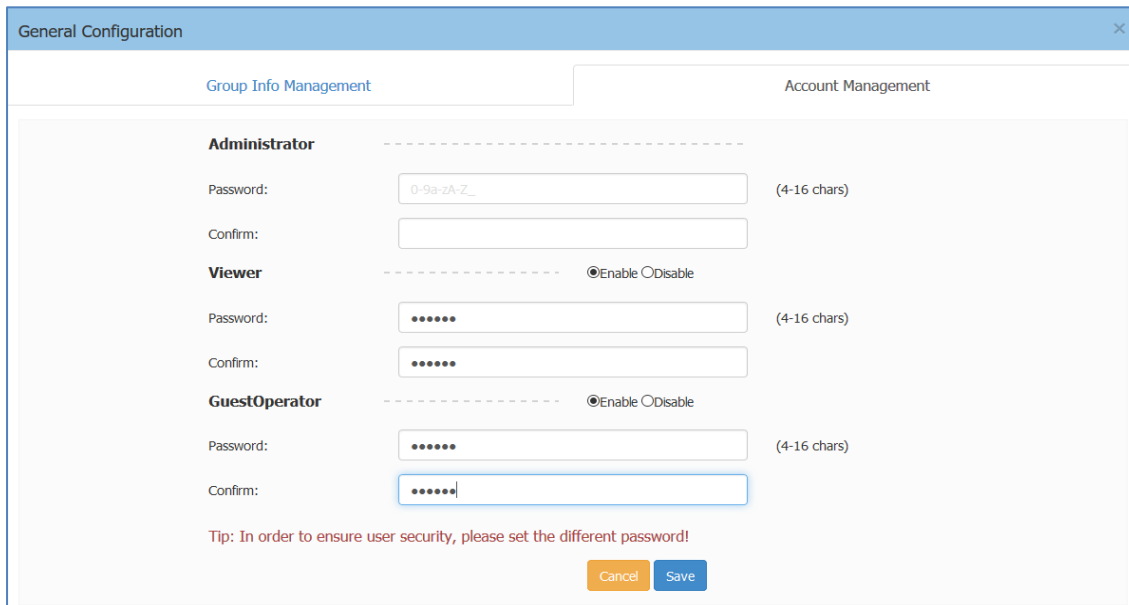 General Configuration ×
Group Info Management Account Management
Administrator
Password: 0-9a-zA-Z_ (4-16 chars)
Confirm:
Viewer Enable Disable
Password: •••••• (4-16 chars)
Confirm: ••••••
GuestOperator Enable Disable
Password: •••••• (4-16 chars)
Confirm: ••••••
Tip: In order to ensure user security, please set the different password!
Cancel Save